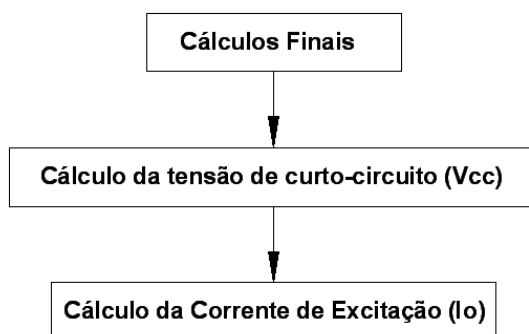 Cálculos Finais
Cálculo da tensão de curto-circuito (Vcc)
Cálculo da Corrente de Excitação (Io)